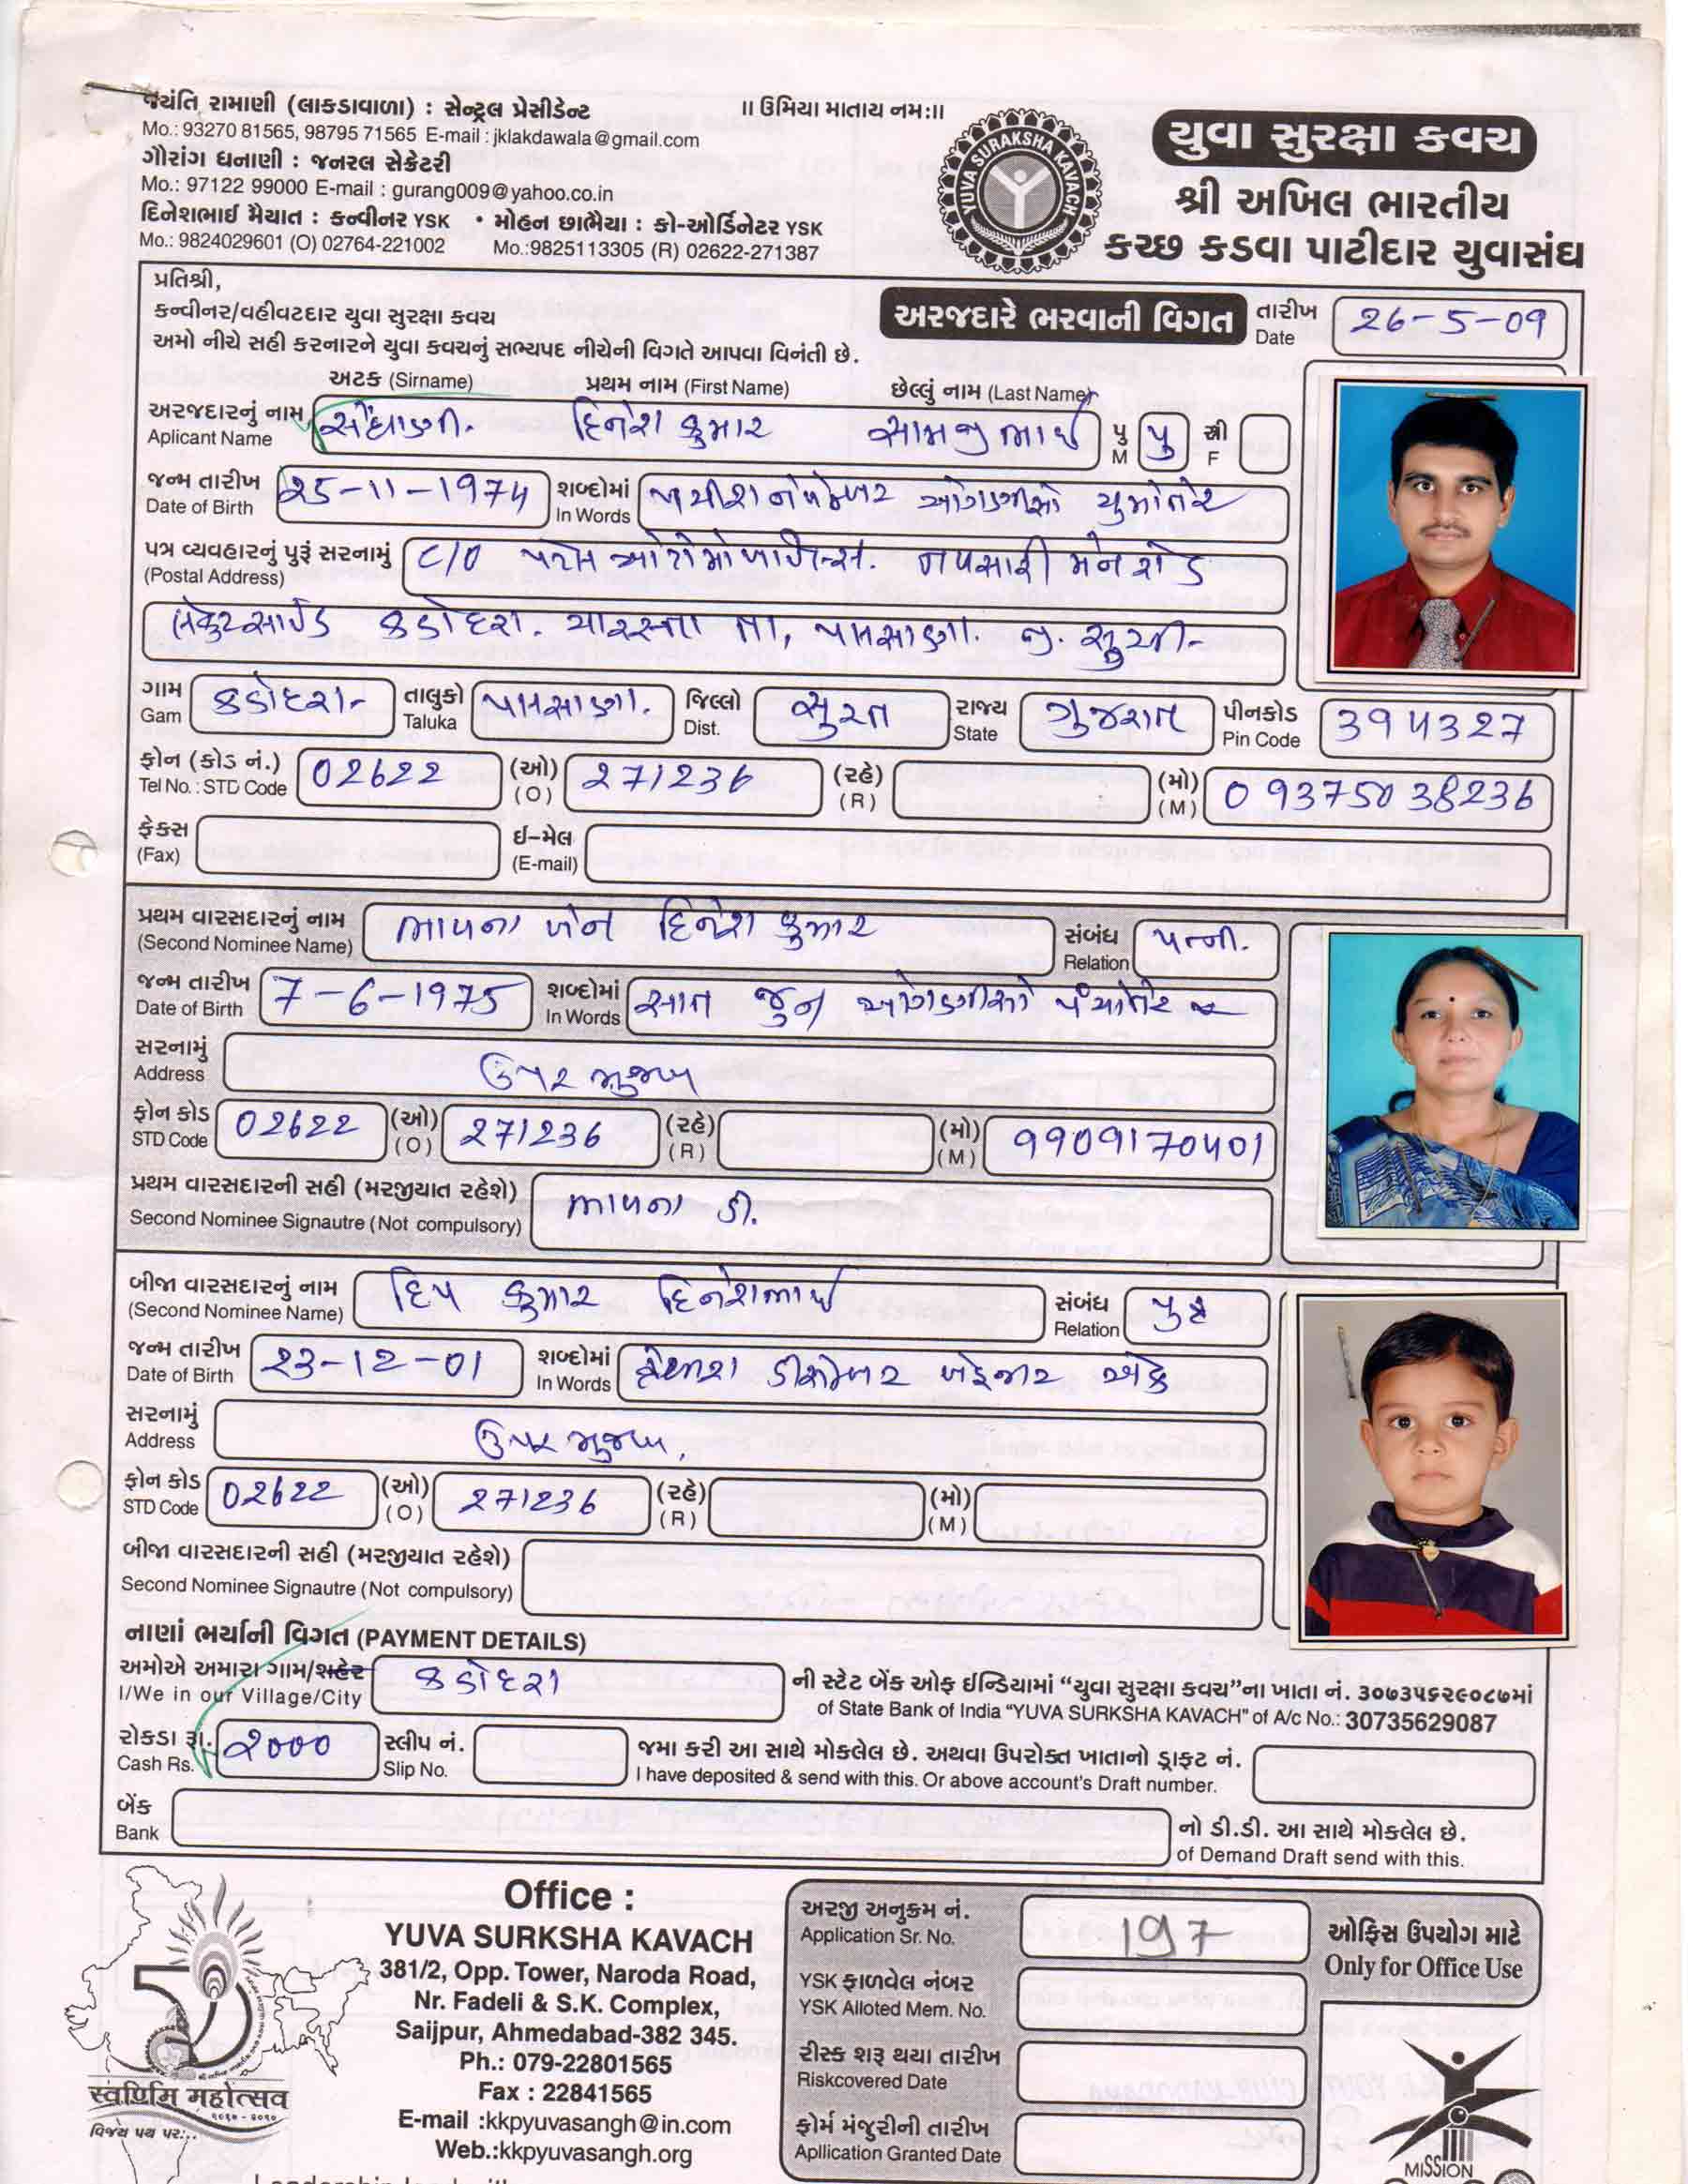 જયંતિ રામાણી (લાકડાવાળા) : સેન્ટ્રલ પ્રેસીડેન્ટ
Mo.: 93270 81565, 98795 71565 E-mail : jklakdawala@gmail.com
ગૌરાંગ ધનાણી : જનરલ સેક્રેટરી
Mo.: 97122 99000 E-mail : gurang009@yahoo.co.in
દિનેશભાઈ મૈયાત : કન્વીનર YSK • મોહન છાભૈયા : કો-ઓર્ડિનેટર YSK
Mo.: 9824029601 (O) 02764-221002 Mo.:9825113305 (R) 02622-271387
।। ઉમિયા માતાય નમ:।।
YUVA SURAKSHA KAVACH
યુવા સુરક્ષા કવચ
શ્રી અખિલ ભારતીય
કચ્છ કડવા પાટીદાર યુવાસંઘ
પ્રતિશ્રી,
કન્વીનર/વહીવટદાર યુવા સુરક્ષા કવચ
અમો નીચે સહી કરનારને યુવા કવચનું સભ્યપદ નીચેની વિગતે આપવા વિનંતી છે.
અરજદારે ભરવાની વિગત તારીખ Date 26-5-09
અટક (Sirname) પ્રથમ નામ (First Name) છેલ્લું નામ (Last Name)
અરજદારનું નામ Aplicant Name સંઘાણી. દિનેશ કુમાર સામજીભાઈ પુ M પુ સ્ત્રી F
જન્મ તારીખ Date of Birth 25-11-1974 શબ્દોમાં In Words પચીશ નવેમ્બર ઓગણીસો ચુમોતેર
પત્ર વ્યવહારનું પુરૂં સરનામું (Postal Address) C/O પટેલ ઓટોમોબાઈલ્સ. નવસારી મેન રોડ
કડોદરા. ચારરસ્તા તા, પલસાણા. જી. સુરત
ગામ Gam કડોદરા તાલુકો Taluka પલસાણા. જિલ્લો Dist. સુરત રાજ્ય State ગુજરાત પીનકોડ Pin Code ૩૯૪૩૨૭
ફોન (કોડ નં.) Tel No. : STD Code 02622 (ઓ) (O) 271236 (રહે) (R) (મો) (M) 0 9375038236
ફેક્સ (Fax) ઈ-મેલ (E-mail)
પ્રથમ વારસદારનું નામ (Second Nominee Name) ભાવના બેન દિનેશ કુમાર સંબંધ Relation પત્ની.
જન્મ તારીખ Date of Birth 7-6-1975 શબ્દોમાં In Words સાત જુન ઓગણીસો પંચોતેર
સરનામું Address ઉપર મુજબ
ફોન કોડ STD Code 02622 (ઓ) (O) 271236 (રહે) (R) (મો) (M) ૧૧૦૧૧૭૦૫૦૧
પ્રથમ વારસદારની સહી (મરજીયાત રહેશે) ભાવના ડી.
Second Nominee Signautre (Not compulsory)
બીજા વારસદારનું નામ (Second Nominee Name) દિપ કુમાર દિનેશભાઈ સંબંધ Relation પુત્ર
જન્મ તારીખ Date of Birth 23-12-01 શબ્દોમાં In Words ત્રેવીશ ડીસેમ્બર બેહજાર એક
સરનામું Address ઉપર મુજબ.
ફોન કોડ STD Code 02622 (ઓ) (O) 271236 (રહે) (R) (મો) (M)
બીજા વારસદારની સહી (મરજીયાત રહેશે)
Second Nominee Signautre (Not compulsory)
નાણાં ભર્યાની વિગત (PAYMENT DETAILS)
અમોએ અમારા ગામ/શહેર કડોદરા ની સ્ટેટ બેંક ઓફ ઈન્ડિયામાં “યુવા સુરક્ષા કવચ”ના ખાતા નં. ૩૦૭૩૫૬૨૯૦૮૭માં
I/We in our Village/City of State Bank of India “YUVA SURKSHA KAVACH” of A/c No.: 30735629087
રોકડા રૂા. Cash Rs. 2000 સ્લીપ નં. Slip No. જમા કરી આ સાથે મોકલેલ છે. અથવા ઉપરોક્ત ખાતાનો ડ્રાફ્ટ નં.
I have deposited & send with this. Or above account's Draft number.
બેંક Bank નો ડી.ડી. આ સાથે મોકલેલ છે.
of Demand Draft send with this.
Office :
YUVA SURKSHA KAVACH
381/2, Opp. Tower, Naroda Road,
Nr. Fadeli & S.K. Complex,
Saijpur, Ahmedabad-382 345.
Ph.: 079-22801565
Fax : 22841565
E-mail :kkpyuvasangh@in.com
Web.:kkpyuvasangh.org
સ્વર્ણિમ મહોત્સવ
વિજય પથ પર...
અરજી અનુક્રમ નં. Application Sr. No. 197
ઓફિસ ઉપયોગ માટે
Only for Office Use
YSK ફાળવેલ નંબર
YSK Alloted Mem. No.
રીસ્ક શરૂ થયા તારીખ
Riskcovered Date
ફોર્મ મંજુરીની તારીખ
Apllication Granted Date
MISSION